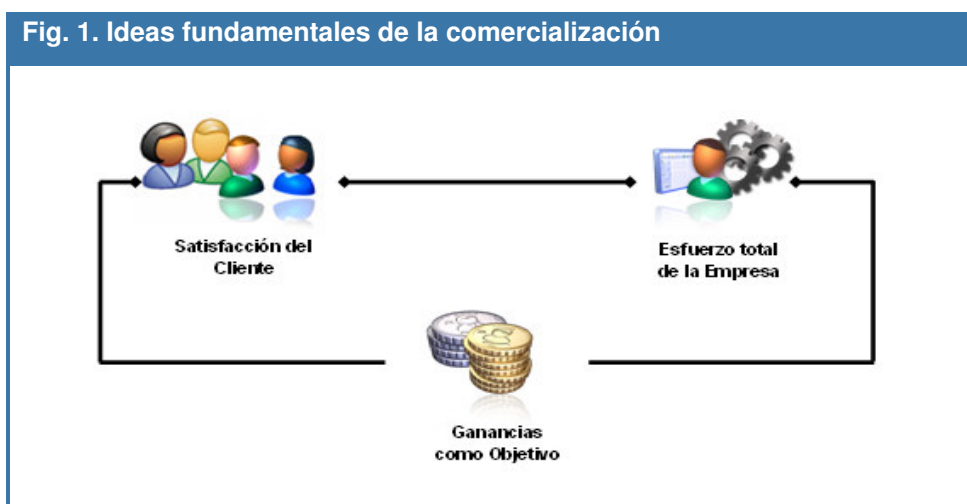 Fig. 1. Ideas fundamentales de la comercialización
Satisfacción del
Cliente
Esfuerzo total
de la Empresa
Ganancias
como Objetivo